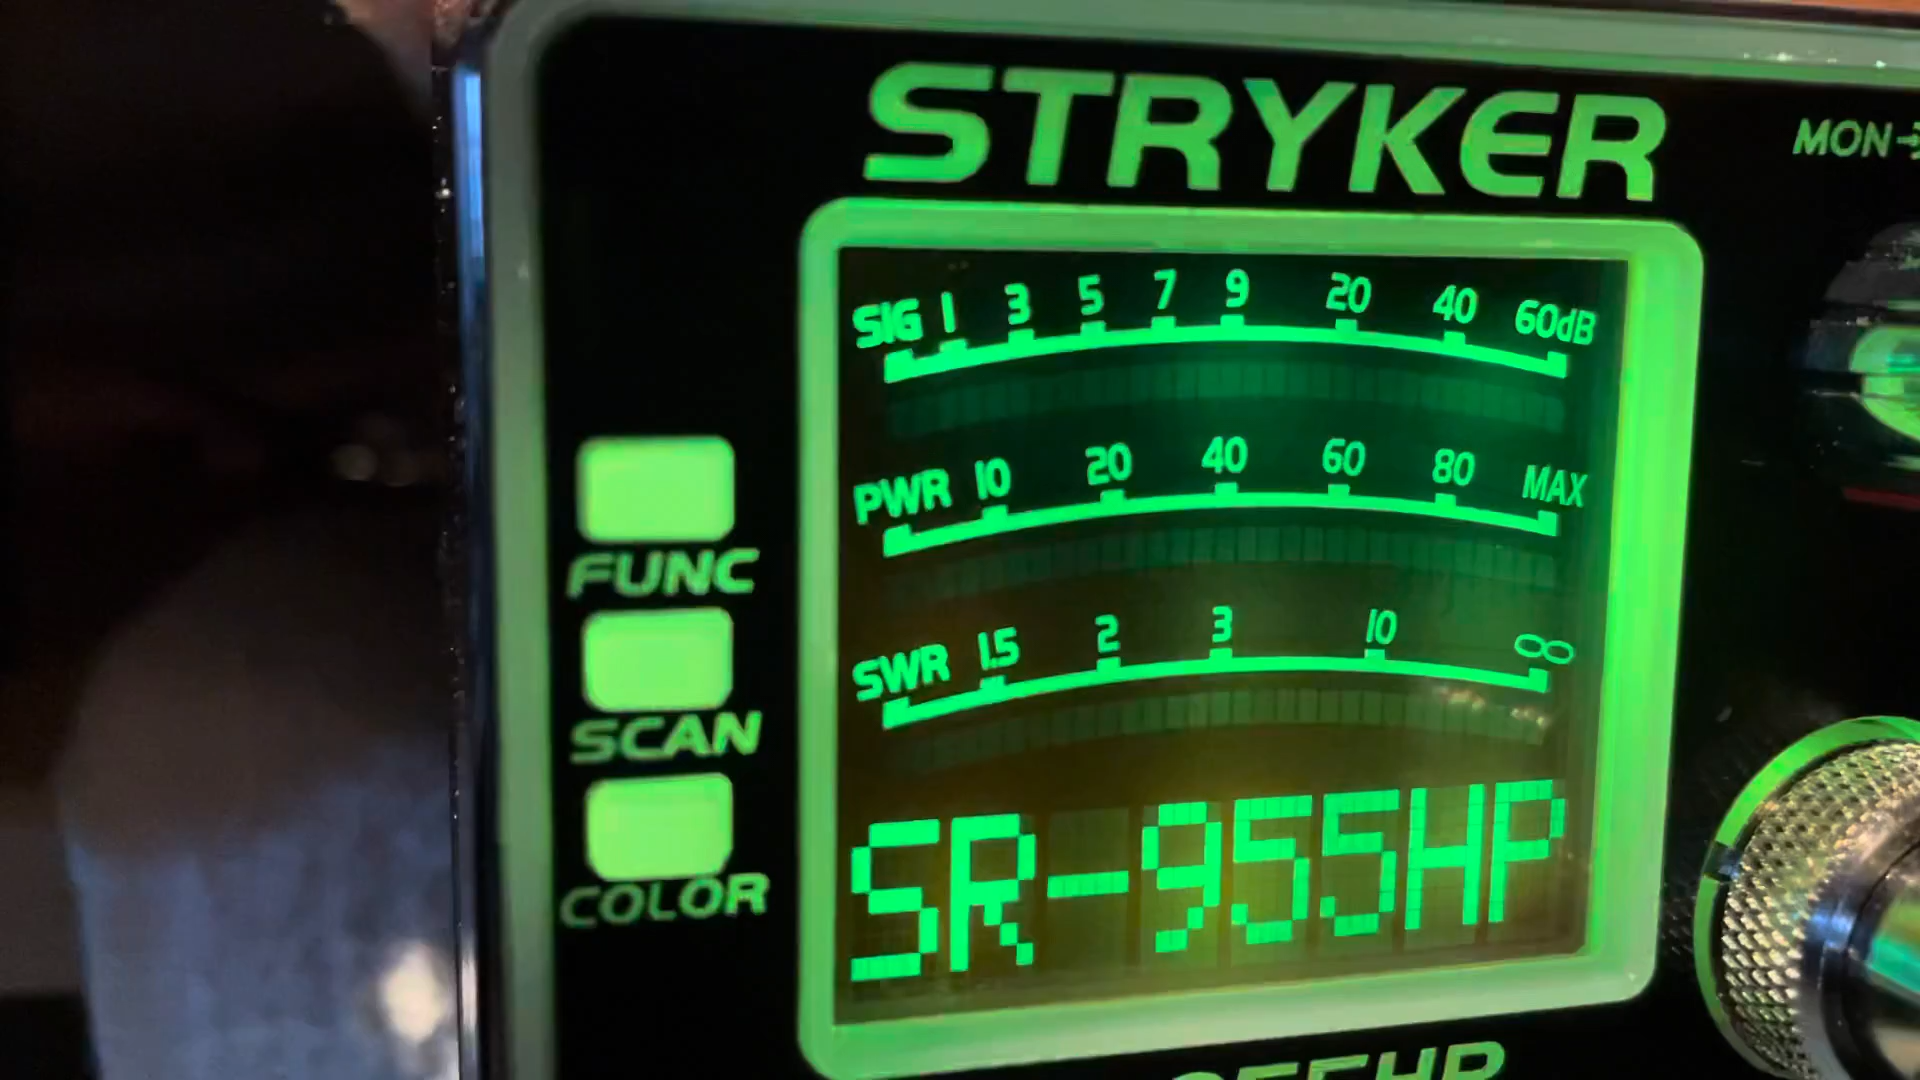 STRYKER
MON
SIG 1 3 5 7 9 20 40 60dB
PWR 10 20 40 60 80 MAX
FUNC
SWR 1.5 2 3 10 ∞
SCAN
SR-955HP
COLOR